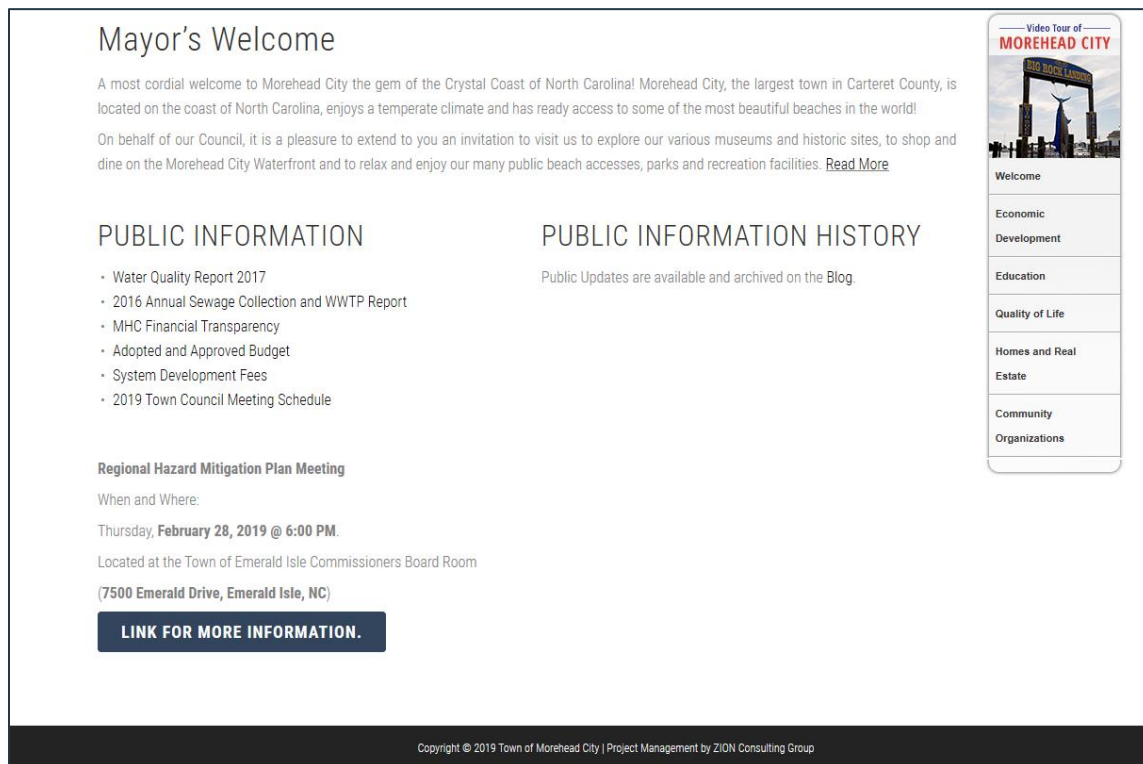 Mayor's Welcome
A most cordial welcome to Morehead City the gem of the Crystal Coast of North Carolina! Morehead City, the largest town in Carteret County, is
located on the coast of North Carolina, enjoys a temperate climate and has ready access to some of the most beautiful beaches in the world!
On behalf of our Council, it is a pleasure to extend to you an invitation to visit us to explore our various museums and historic sites, to shop and
dine on the Morehead City Waterfront and to relax and enjoy our many public beach accesses, parks and recreation facilities. Read More
PUBLIC INFORMATION
• Water Quality Report 2017
• 2016 Annual Sewage Collection and WWTP Report
• MHC Financial Transparency
• Adopted and Approved Budget
• System Development Fees
• 2019 Town Council Meeting Schedule
PUBLIC INFORMATION HISTORY
Public Updates are available and archived on the Blog.
Regional Hazard Mitigation Plan Meeting
When and Where:
Thursday, February 28, 2019 @ 6:00 PM.
Located at the Town of Emerald Isle Commissioners Board Room
(7500 Emerald Drive, Emerald Isle, NC)
LINK FOR MORE INFORMATION.
Video Tour of
MOREHEAD CITY
BIG ROCK LANDING
Welcome
Economic
Development
Education
Quality of Life
Homes and Real
Estate
Community
Organizations
Copyright © 2019 Town of Morehead City | Project Management by ZION Consulting Group